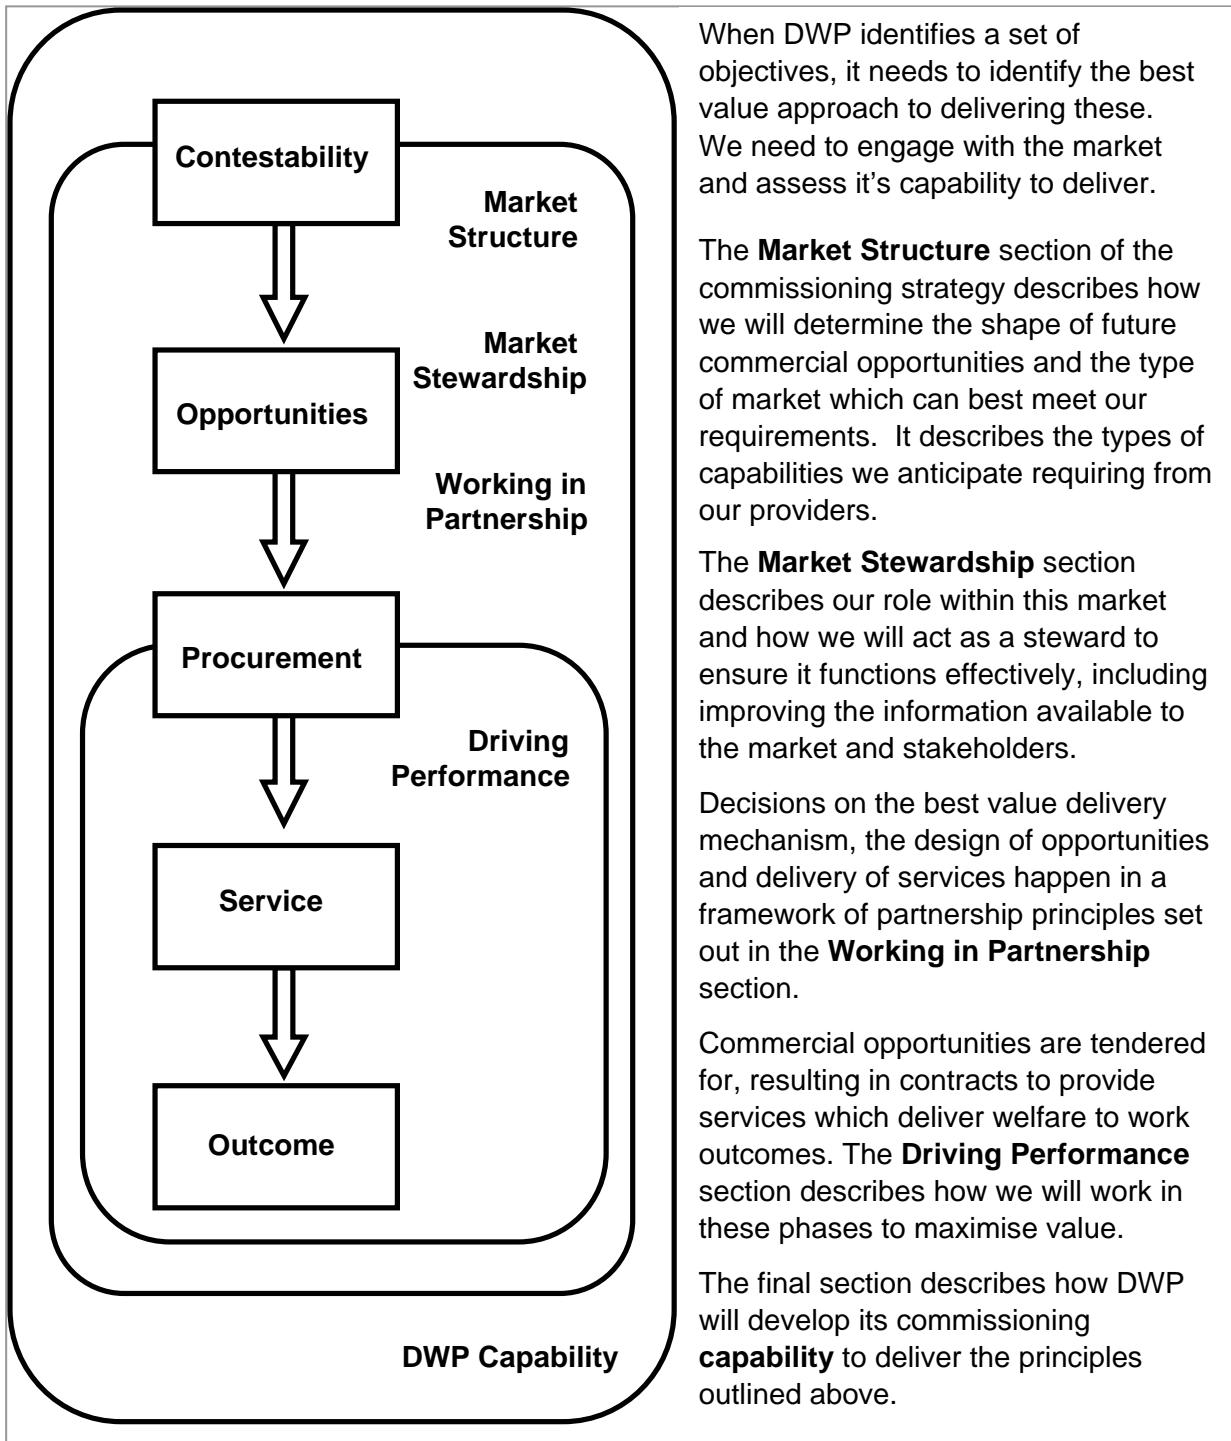 Contestability
Market
Structure
Market
Stewardship
Opportunities
Working in
Partnership
Procurement
Driving
Performance
Service
Outcome
DWP Capability
When DWP identifies a set of
objectives, it needs to identify the best
value approach to delivering these.
We need to engage with the market
and assess it's capability to deliver.
The Market Structure section of the
commissioning strategy describes how
we will determine the shape of future
commercial opportunities and the type
of market which can best meet our
requirements.  It describes the types of
capabilities we anticipate requiring from
our providers.
The Market Stewardship section
describes our role within this market
and how we will act as a steward to
ensure it functions effectively, including
improving the information available to
the market and stakeholders.
Decisions on the best value delivery
mechanism, the design of opportunities
and delivery of services happen in a
framework of partnership principles set
out in the Working in Partnership
section.
Commercial opportunities are tendered
for, resulting in contracts to provide
services which deliver welfare to work
outcomes. The Driving Performance
section describes how we will work in
these phases to maximise value.
The final section describes how DWP
will develop its commissioning
capability to deliver the principles
outlined above.